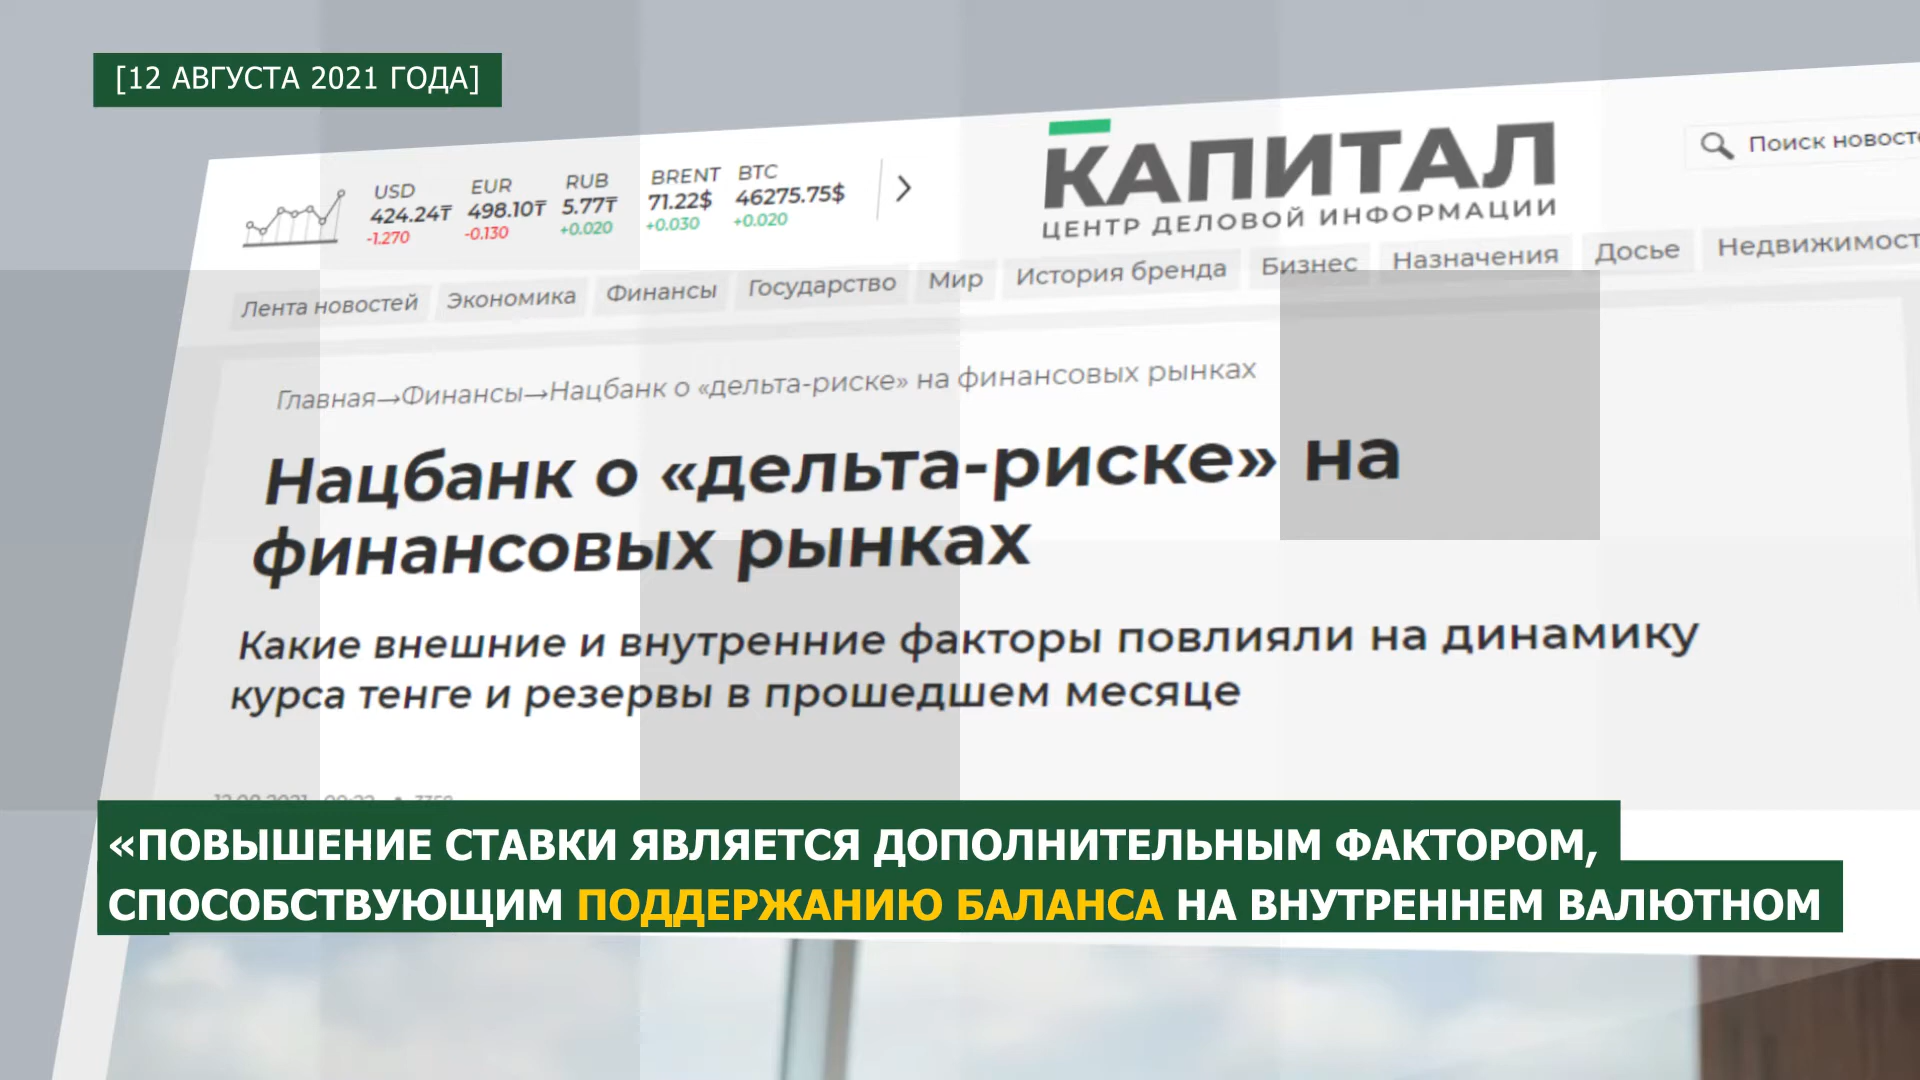 [12 АВГУСТА 2021 ГОДА]
USD EUR RUB BRENT BTC
424.24₸ 498.10₸ 5.77₸ 71.22$ 46275.75$
-1.270 -0.130 +0.020 +0.030 +0.020
КАПИТАЛ
ЦЕНТР ДЕЛОВОЙ ИНФОРМАЦИИ
Поиск новосте
Лента новостей Экономика Финансы Государство Мир История бренда Бизнес Назначения Досье Недвижимост
Главная→Финансы→Нацбанк о «дельта-риске» на финансовых рынках
Нацбанк о «дельта-риске» на
финансовых рынках
Какие внешние и внутренние факторы повлияли на динамику
курса тенге и резервы в прошедшем месяце
«ПОВЫШЕНИЕ СТАВКИ ЯВЛЯЕТСЯ ДОПОЛНИТЕЛЬНЫМ ФАКТОРОМ,
СПОСОБСТВУЮЩИМ ПОДДЕРЖАНИЮ БАЛАНСА НА ВНУТРЕННЕМ ВАЛЮТНОМ